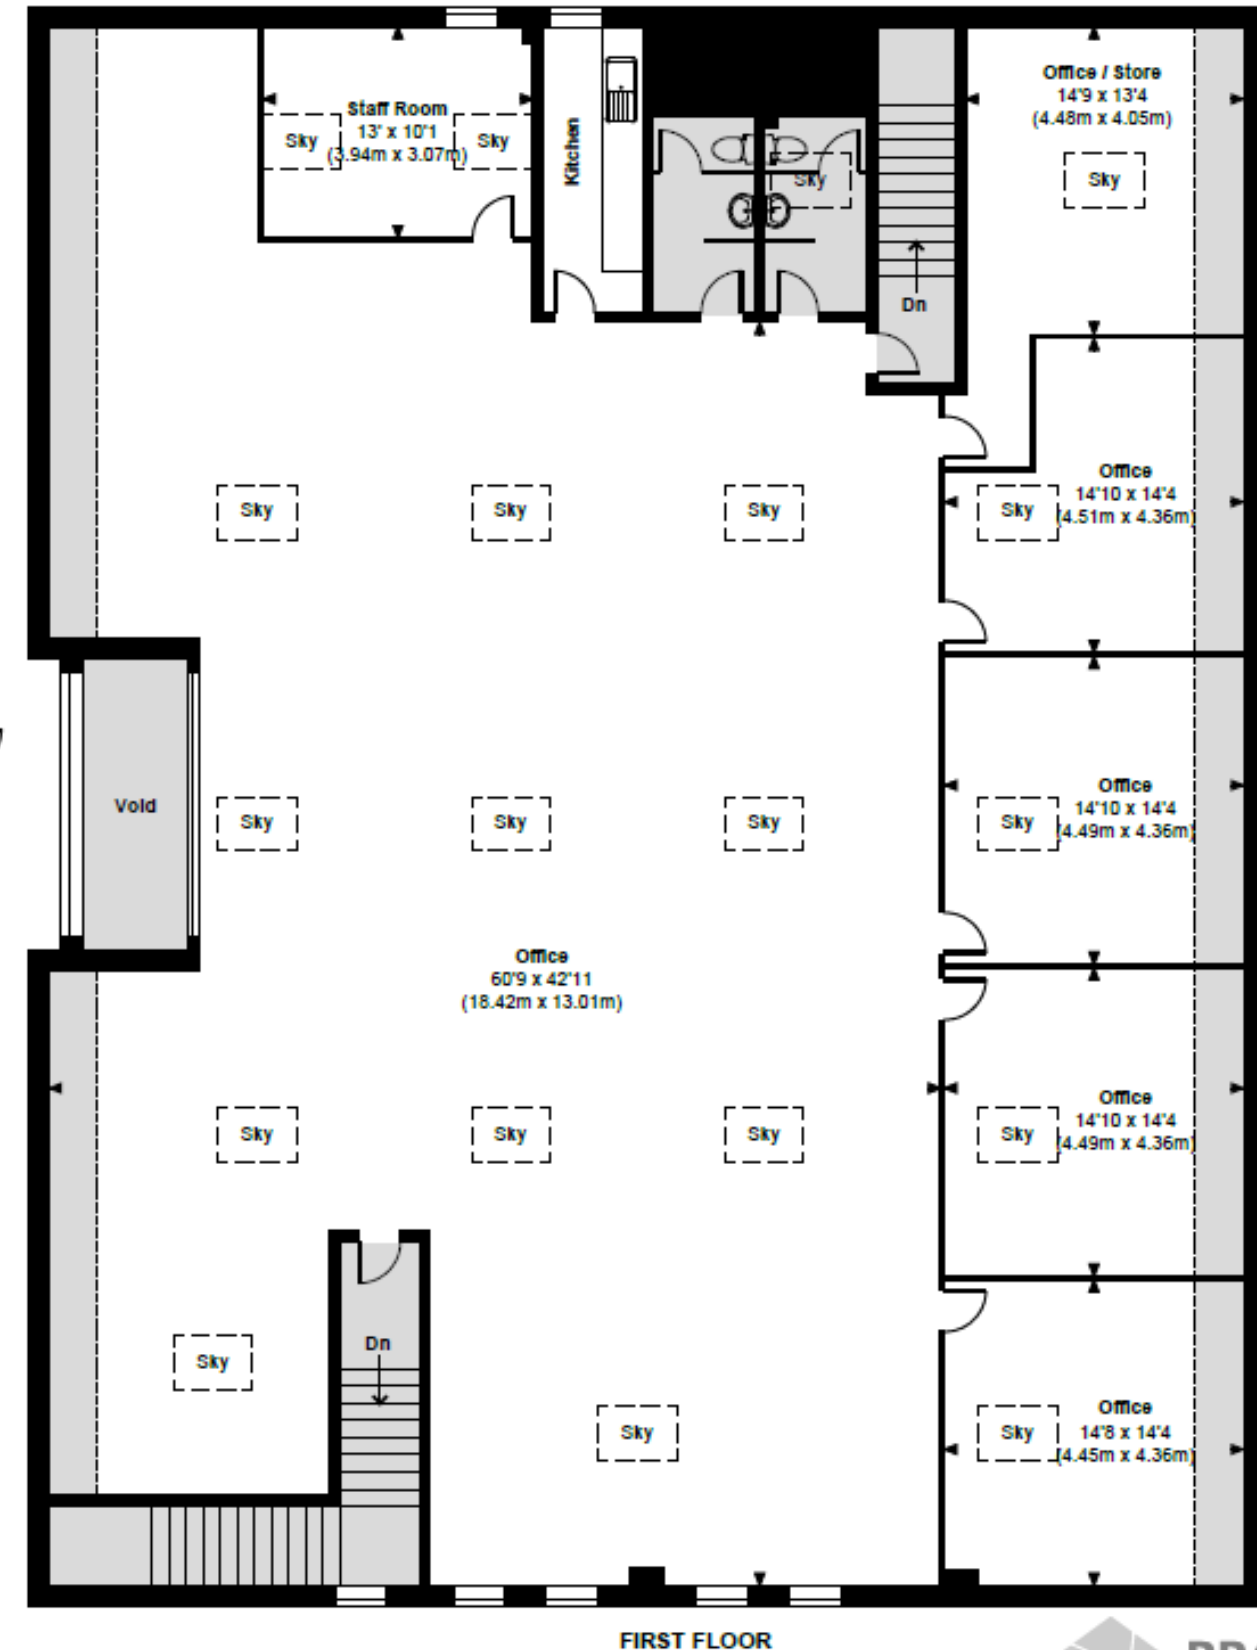 Office / Store
14'9 x 13'4
(4.48m x 4.05m)
Sky
Staff Room
13' x 10'1
(3.94m x 3.07m)
Sky
Sky
Kitchen
Sky
Dn
Office
14'10 x 14'4
(4.51m x 4.36m)
Sky
Sky
Sky
Sky
Void
Sky
Sky
Sky
Office
14'10 x 14'4
(4.49m x 4.36m)
Sky
Office
60'9 x 42'11
(18.42m x 13.01m)
Sky
Sky
Sky
Office
14'10 x 14'4
(4.49m x 4.36m)
Sky
Dn
Sky
Sky
Office
14'8 x 14'4
(4.45m x 4.36m)
Sky
FIRST FLOOR